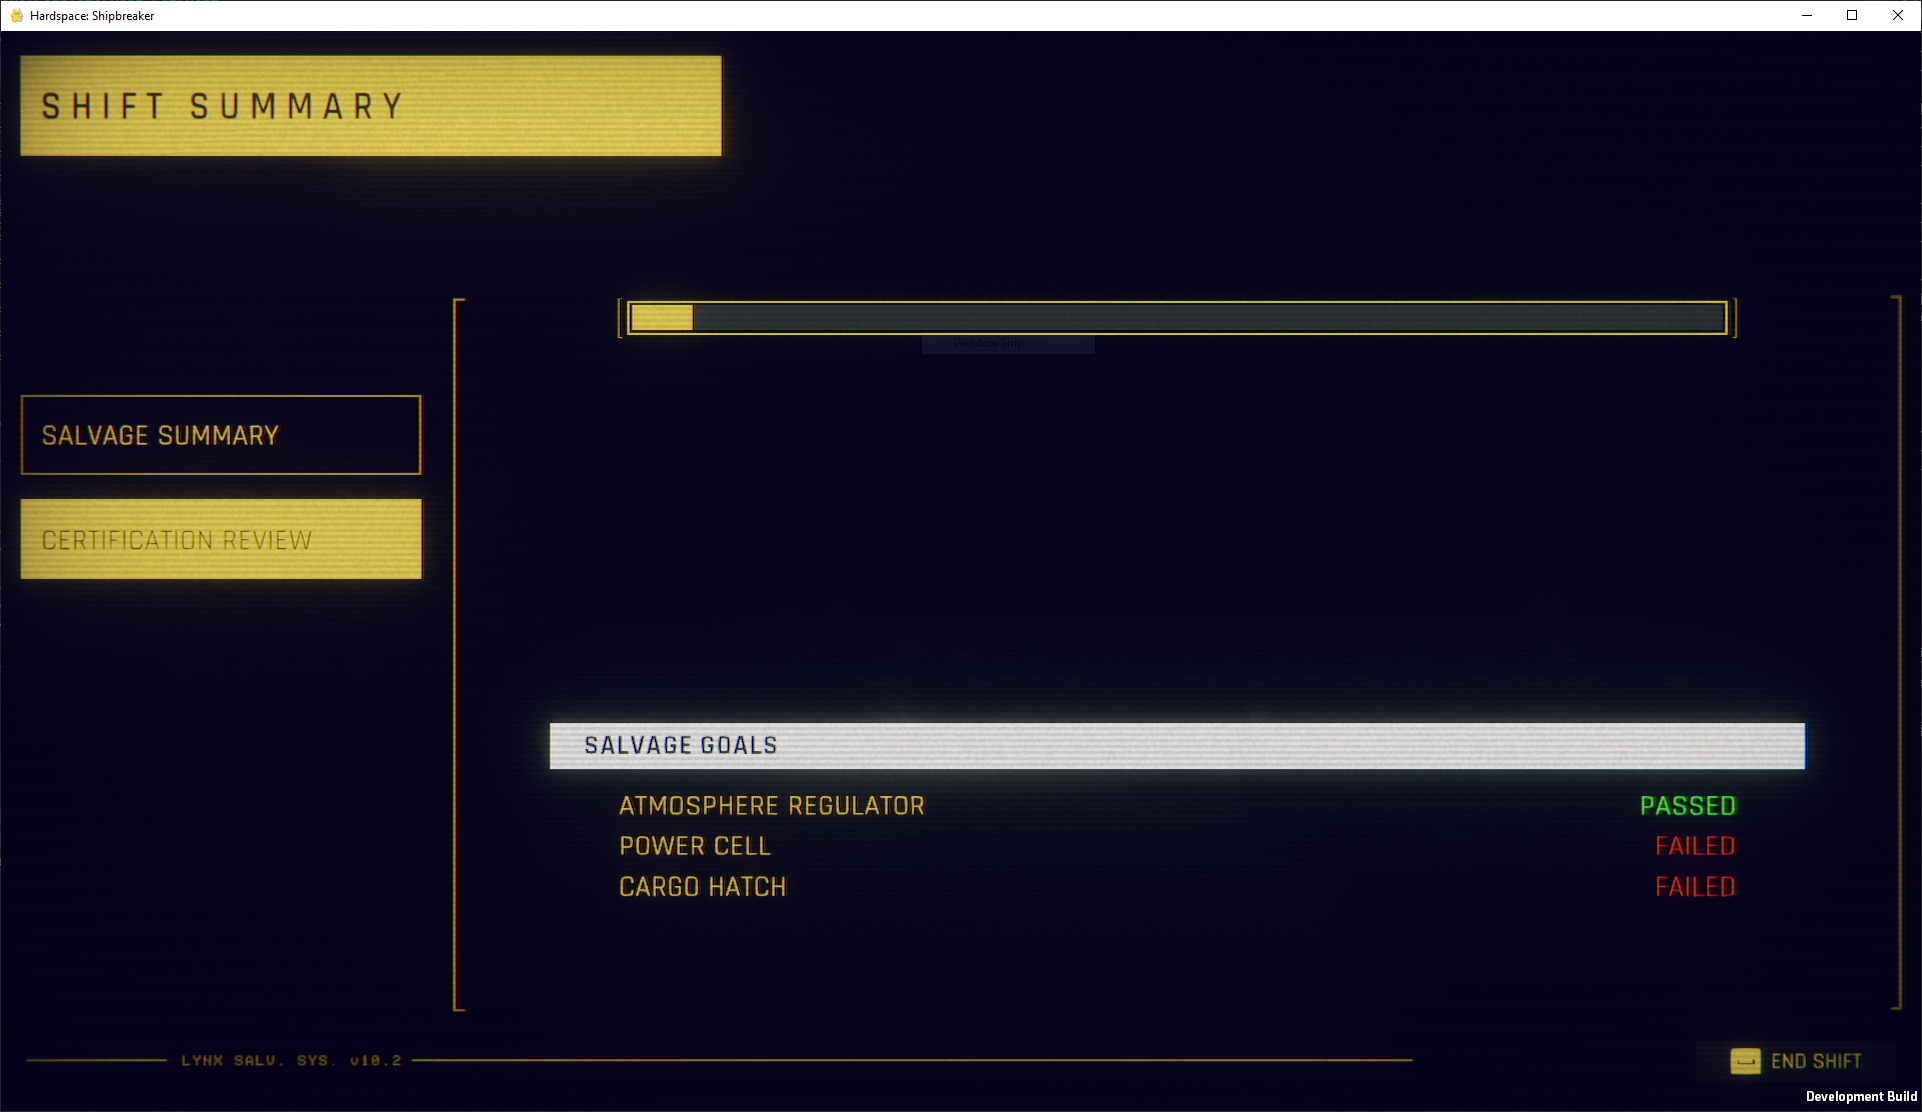 Hardspace: Shipbreaker
SHIFT SUMMARY
Window Snip
SALVAGE SUMMARY
CERTIFICATION REVIEW
SALVAGE GOALS
ATMOSPHERE REGULATOR PASSED
POWER CELL FAILED
CARGO HATCH FAILED
LYNX SALV. SYS. v10.2
END SHIFT
Development Build